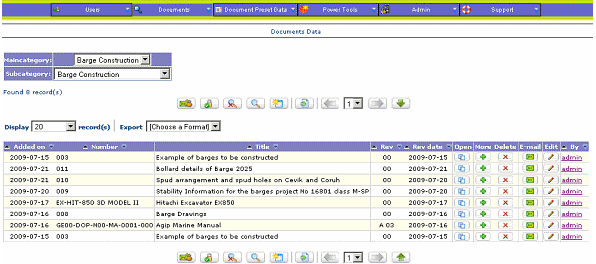 Users Documents Document Preset Data Power Tools Admin Support
Documents Data
Maincategory: Barge Construction
Subcategory: Barge Construction
Found 8 record(s)
1
Display 20 record(s) Export [Choose a Format]
Added on Number Title Rev Rev date Open More Delete E-mail Edit By
2009-07-15 003 Example of barges to be constructed 00 2009-07-15 admin
2009-07-21 011 Bollard details of Barge 2025 00 2009-07-21 admin
2009-07-21 010 Spud arrangement and spud holes on Cevik and Coruh 00 2009-07-20 admin
2009-07-20 009 Stability Information for the barges project No 16801 class M-SP 00 2009-07-20 admin
2009-07-17 EX-HIT-850 3D MODEL II Hitachi Excavator EX850 00 2009-07-17 admin
2009-07-16 008 Barge Drawings 00 2009-07-16 admin
2009-07-16 GE00-DOP-N00-MA-0001-000 Agip Marine Manual A 03 2009-07-16 admin
2009-07-15 003 Example of barges to be constructed 00 2009-07-15 admin
1